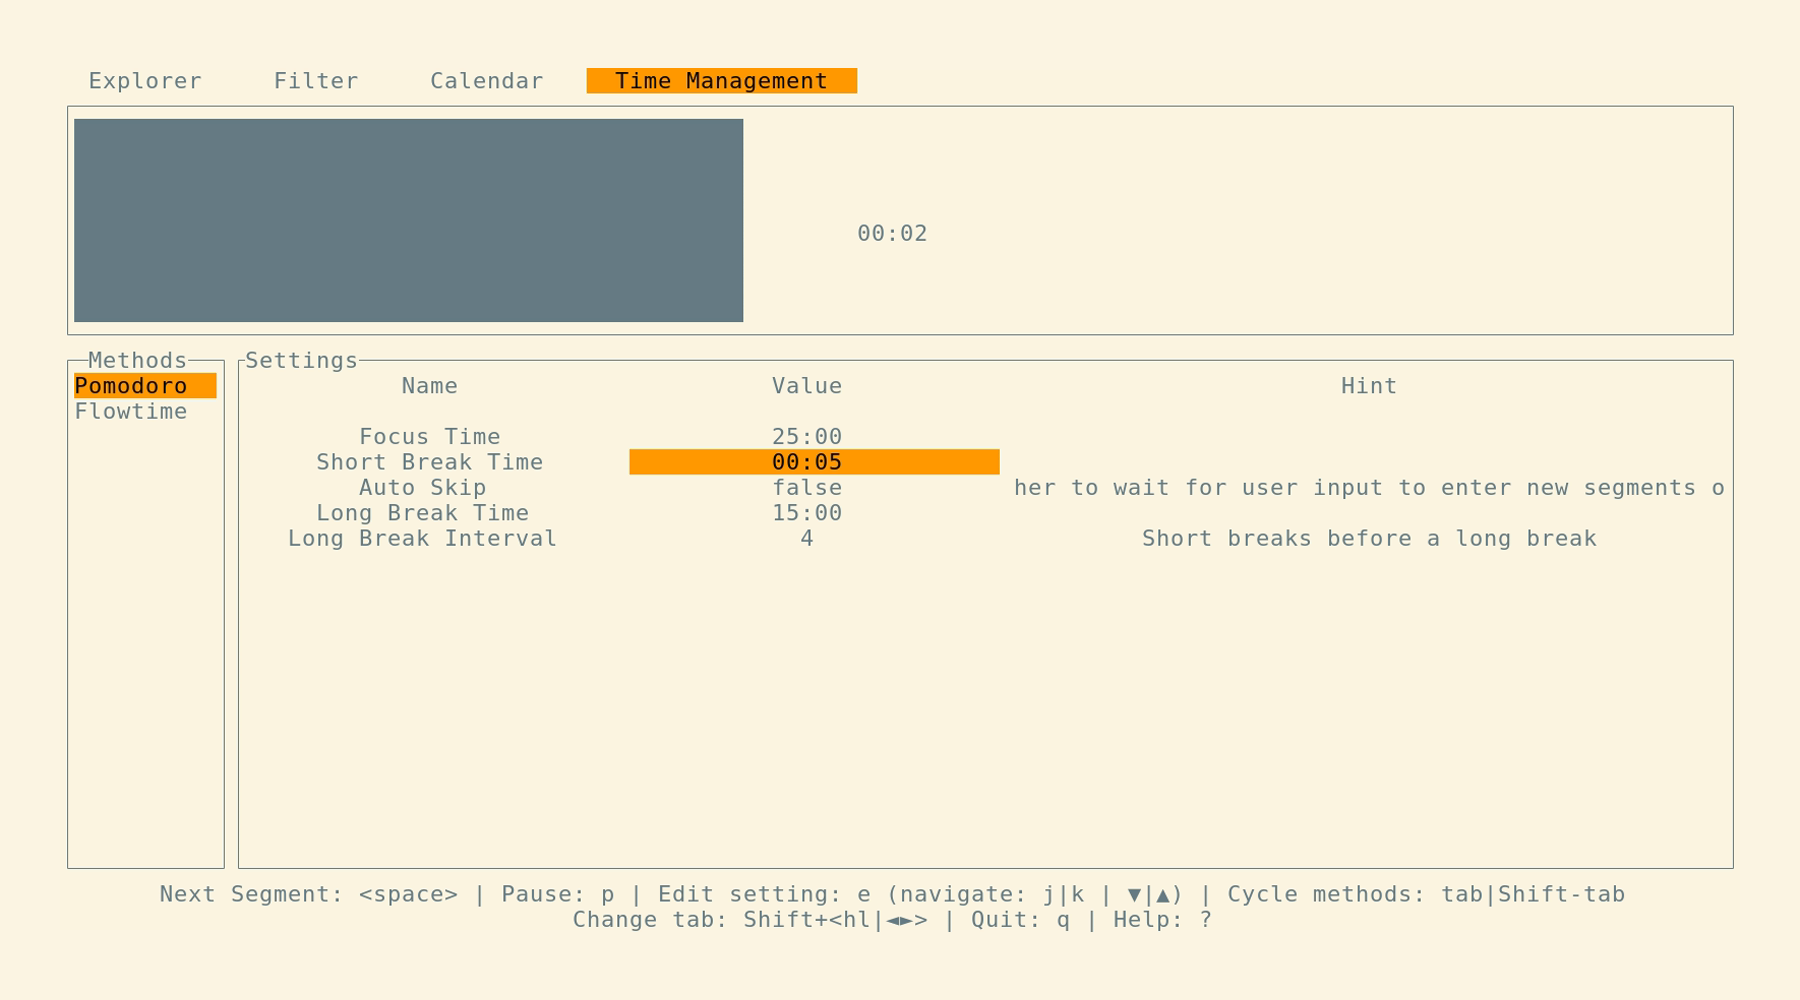 Explorer Filter Calendar Time Management
00:02
Methods
Pomodoro
Flowtime
Settings
Name Value Hint
Focus Time 25:00
Short Break Time 00:05
Auto Skip false her to wait for user input to enter new segments o
Long Break Time 15:00
Long Break Interval 4 Short breaks before a long break
Next Segment: <space> | Pause: p | Edit setting: e (navigate: j|k | ▼|▲) | Cycle methods: tab|Shift-tab
Change tab: Shift+<hl|◄►> | Quit: q | Help: ?